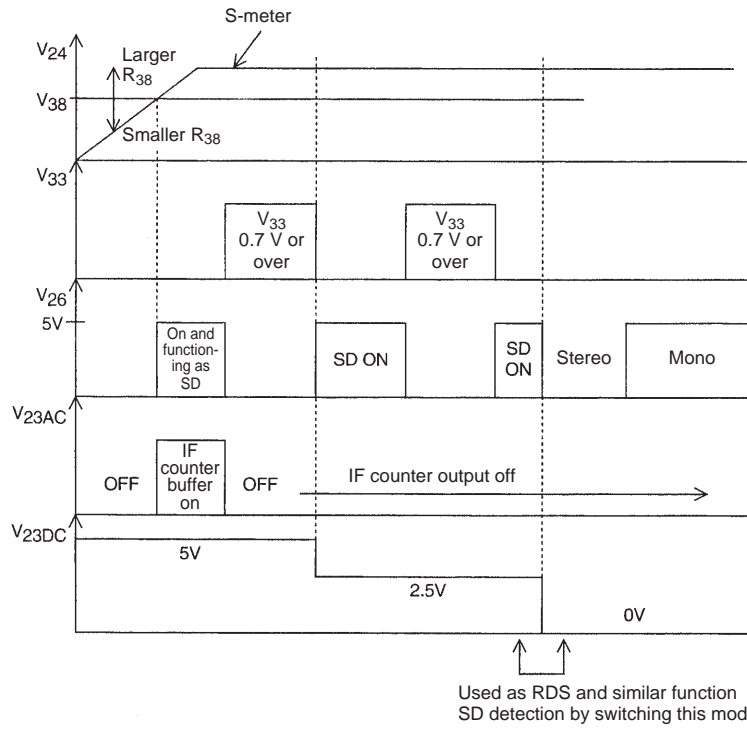 S-meter
V24
Larger
R38
V38
Smaller R38
V33
V33
0.7 V or
over
V33
0.7 V or
over
V26
5V
On and
function-
ing as
SD
SD ON
SD
ON
Stereo
Mono
V23AC
OFF
IF
counter
buffer
on
OFF
IF counter output off
V23DC
5V
2.5V
0V
Used as RDS and similar function
SD detection by switching this mod